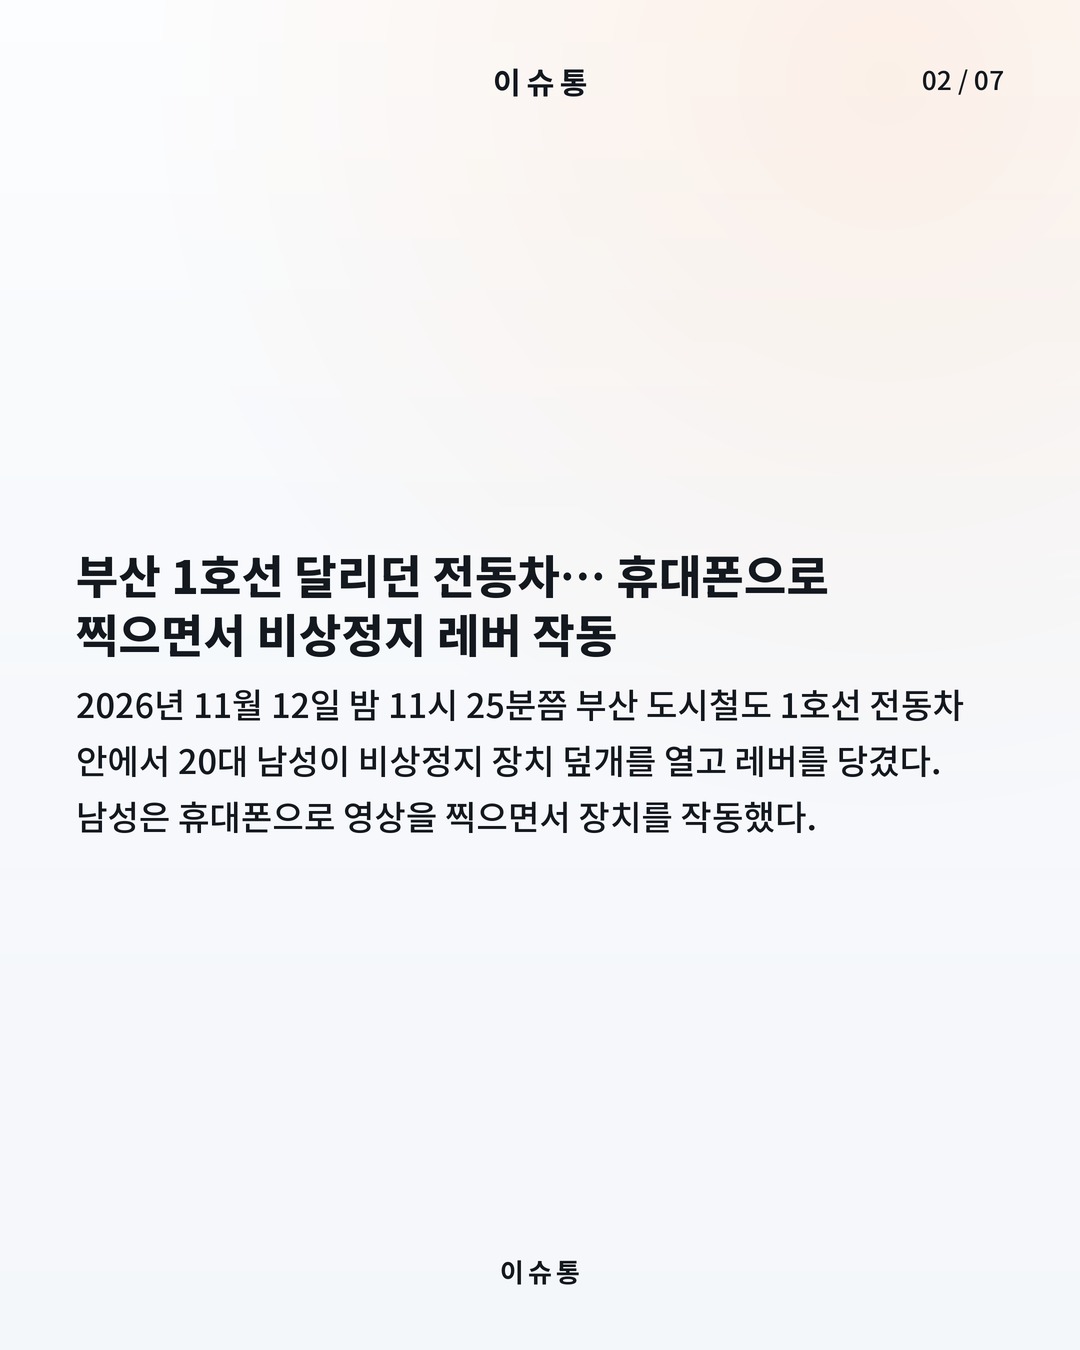 이슈통
02 / 07
부산 1호선 달리던 전동차… 휴대폰으로
찍으면서 비상정지 레버 작동
2026년 11월 12일 밤 11시 25분쯤 부산 도시철도 1호선 전동차
안에서 20대 남성이 비상정지 장치 덮개를 열고 레버를 당겼다.
남성은 휴대폰으로 영상을 찍으면서 장치를 작동했다.
이슈통